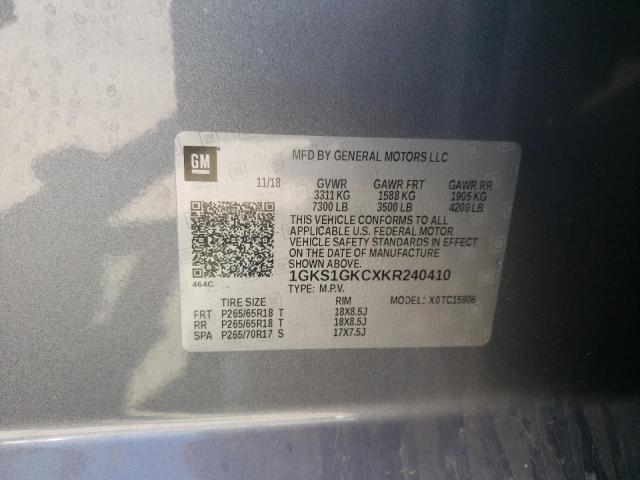 GM
MFD BY GENERAL MOTORS LLC
11/18 GVWR GAWR FRT GAWR RR
3311 KG 1588 KG 1905 KG
7300 LB 3500 LB 4200 LB
THIS VEHICLE CONFORMS TO ALL
APPLICABLE U.S. FEDERAL MOTOR
VEHICLE SAFETY STANDARDS IN EFFECT
ON THE DATE OF MANUFACTURE
SHOWN ABOVE.
1GKS1GKCXKR240410
464C
TYPE: M.P.V.
TIRE SIZE RIM MODEL: X0TC15906
FRT P265/65R18 T 18X8.5J
RR P265/65R18 T 18X8.5J
SPA P265/70R17 S 17X7.5J